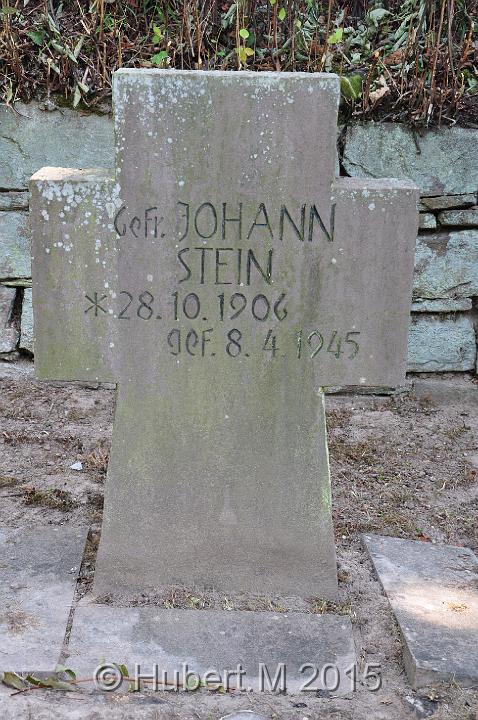 Gefr. JOHANN
STEIN
* 28.10.1906
gef. 8.4.1945
©Hubert.M 2015